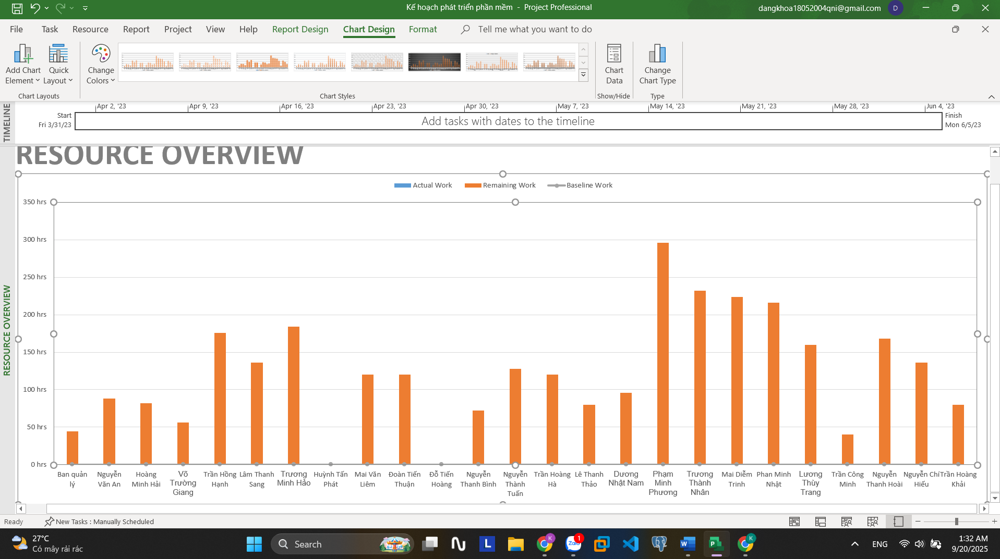 Kế hoạch phát triển phần mềm - Project Professional
dangkhoa18052004qni@gmail.com
D
File Task Resource Report Project View Help Report Design Chart Design Format Tell me what you want to do
Add Chart Element
Quick Layout
Change Colors
Chart Data
Change Chart Type
Chart Layouts
Chart Styles
Show/Hide
Type
TIMELINE
Apr 2, '23 Apr 9, '23 Apr 16, '23 Apr 23, '23 Apr 30, '23 May 7, '23 May 14, '23 May 21, '23 May 28, '23 Jun 4, '23
Start
Fri 3/31/23
Add tasks with dates to the timeline
Finish
Mon 6/5/23
RESOURCE OVERVIEW
RESOURCE OVERVIEW
Actual Work Remaining Work Baseline Work
350 hrs
300 hrs
250 hrs
200 hrs
150 hrs
100 hrs
50 hrs
0 hrs
Ban quản lý
Nguyễn Văn An
Hoàng Minh Hải
Võ Trường Giang
Trần Hồng Hạnh
Lâm Thanh Sang
Trương Minh Hảo
Huỳnh Tấn Phát
Mai Văn Liêm
Đoàn Tiến Thuận
Đỗ Tiến Hoàng
Nguyễn Thanh Bình
Nguyễn Thành Tuấn
Trần Hoàng Hà
Lê Thanh Thảo
Dương Nhật Nam
Phạm Minh Phương
Trương Thành Nhân
Mai Diễm Trinh
Phan Minh Nhật
Lương Thùy Trang
Trần Công Minh
Nguyễn Thanh Hoài
Nguyễn Chí Hiếu
Trần Hoàng Khải
Ready
New Tasks : Manually Scheduled
27°C
Có mây rải rác
Search
L
K
Zalo
1
W
P
K
ENG
1:32 AM
9/20/2025